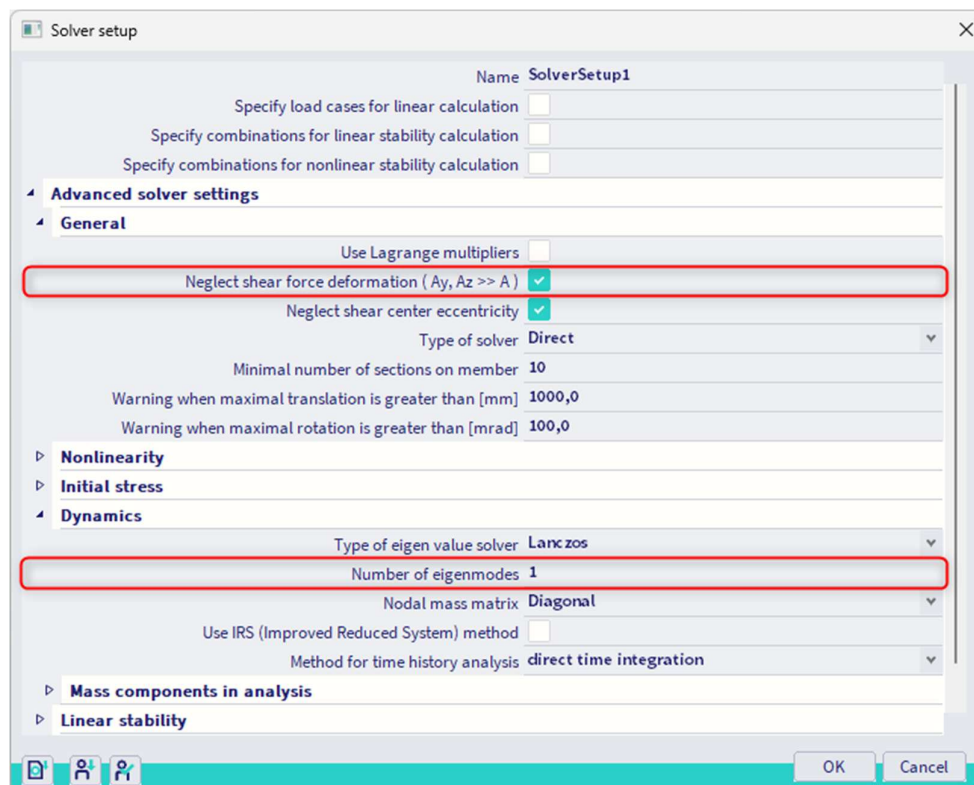 Solver setup
Name SolverSetup1
Specify load cases for linear calculation
Specify combinations for linear stability calculation
Specify combinations for nonlinear stability calculation
Advanced solver settings
General
Use Lagrange multipliers
Neglect shear force deformation ( Ay, Az >> A )
Neglect shear center eccentricity
Type of solver Direct
Minimal number of sections on member 10
Warning when maximal translation is greater than [mm] 1000,0
Warning when maximal rotation is greater than [mrad] 100,0
Nonlinearity
Initial stress
Dynamics
Type of eigen value solver Lanczos
Number of eigenmodes 1
Nodal mass matrix Diagonal
Use IRS (Improved Reduced System) method
Method for time history analysis direct time integration
Mass components in analysis
Linear stability
OK Cancel